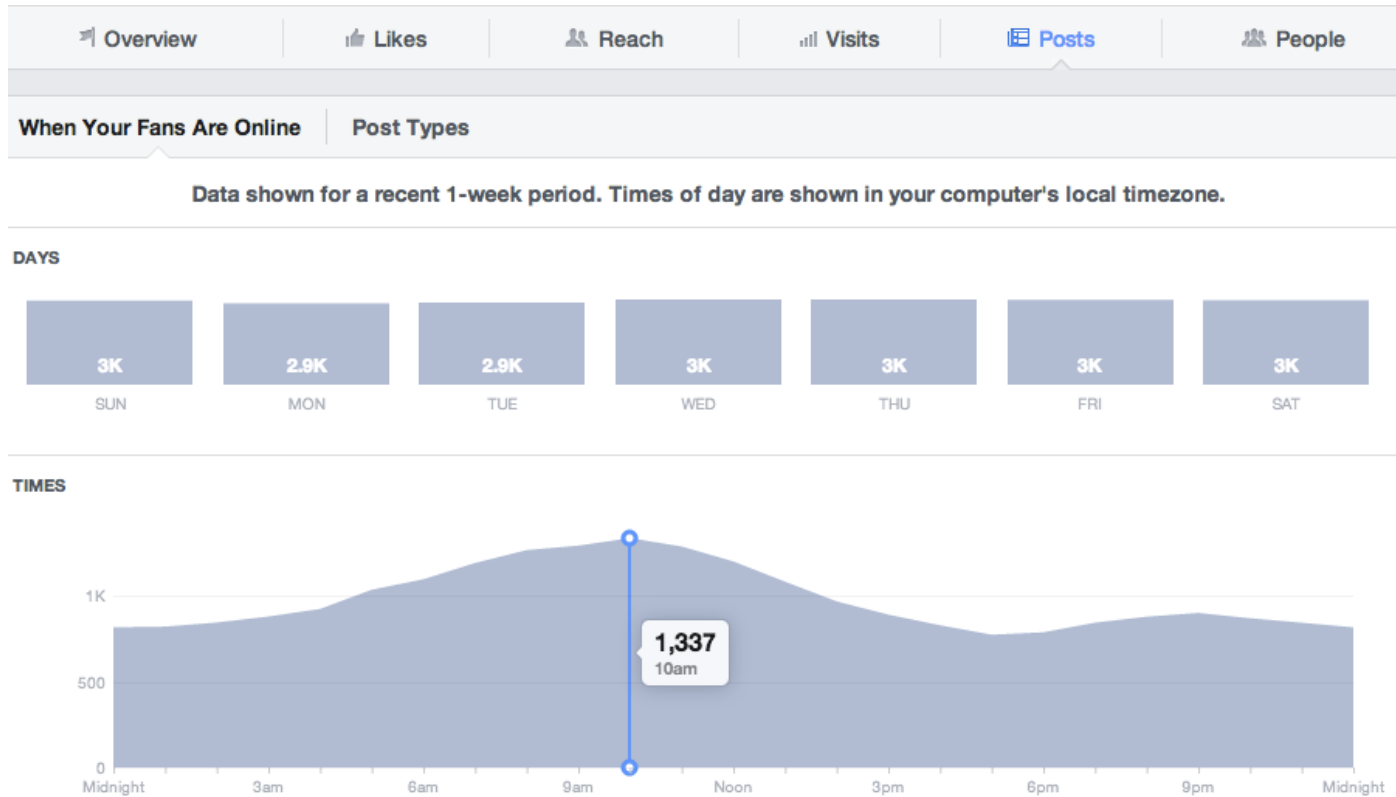 Overview Likes Reach Visits Posts People
When Your Fans Are Online Post Types
Data shown for a recent 1-week period. Times of day are shown in your computer's local timezone.
DAYS
3K 2.9K 2.9K 3K 3K 3K 3K
SUN MON TUE WED THU FRI SAT
TIMES
1K
1,337
10am
500
0
Midnight 3am 6am 9am Noon 3pm 6pm 9pm Midnight